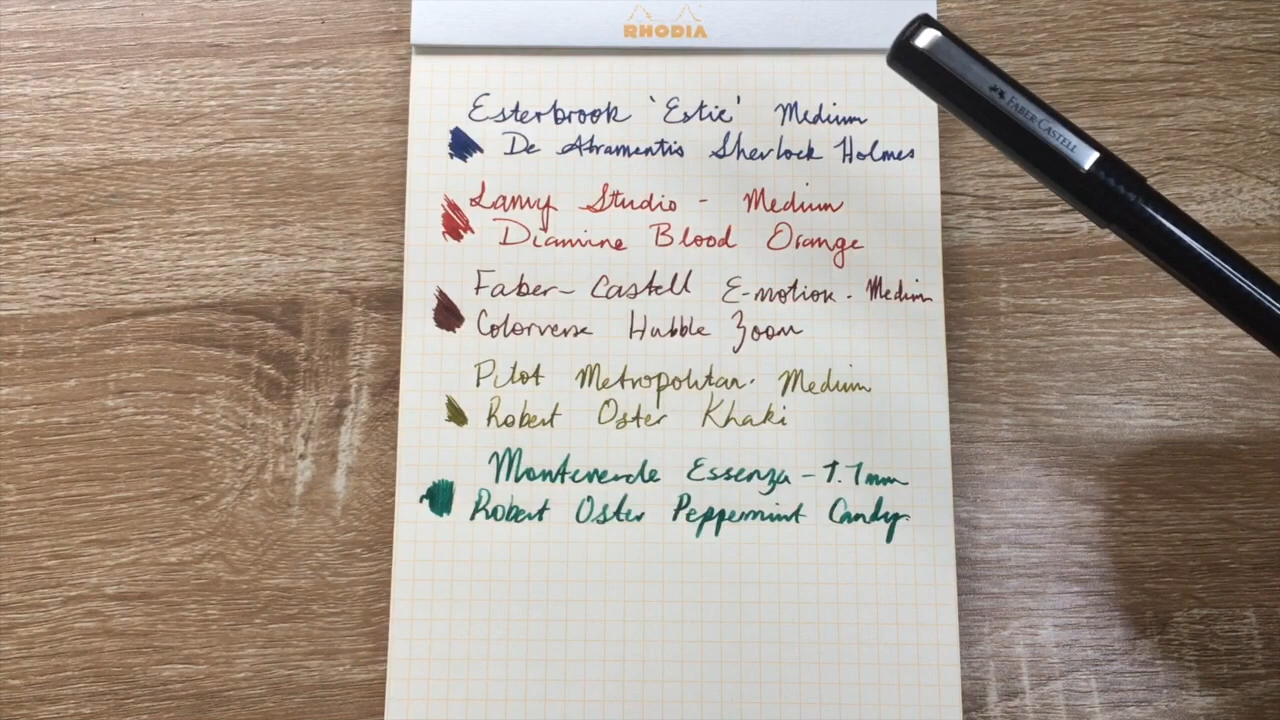 RHODIA
FABER-CASTELL
Esterbrook 'Estie' Medium
De Atramentis Sherlock Holmes
Lamy Studio - Medium
Diamine Blood Orange
Faber-Castell E-motion - Medium
Colorverse Hubble Zoom
Pilot Metropolitan - Medium
Robert Oster Khaki
Monteverde Essenza - 1.1mm
Robert Oster Peppermint Candy